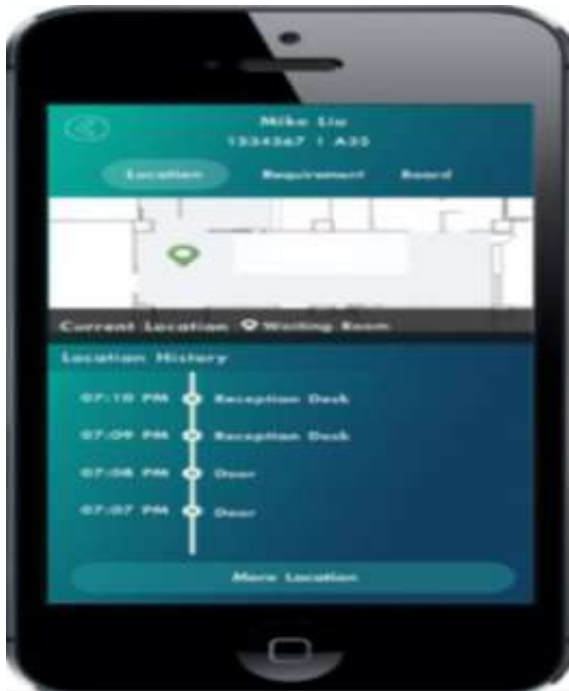 Mike Liu
1234567 | A35
Location Requirement Board
Current Location Waiting Room
Location History
07:10 PM Reception Desk
07:09 PM Reception Desk
07:08 PM Door
07:07 PM Door
More Location